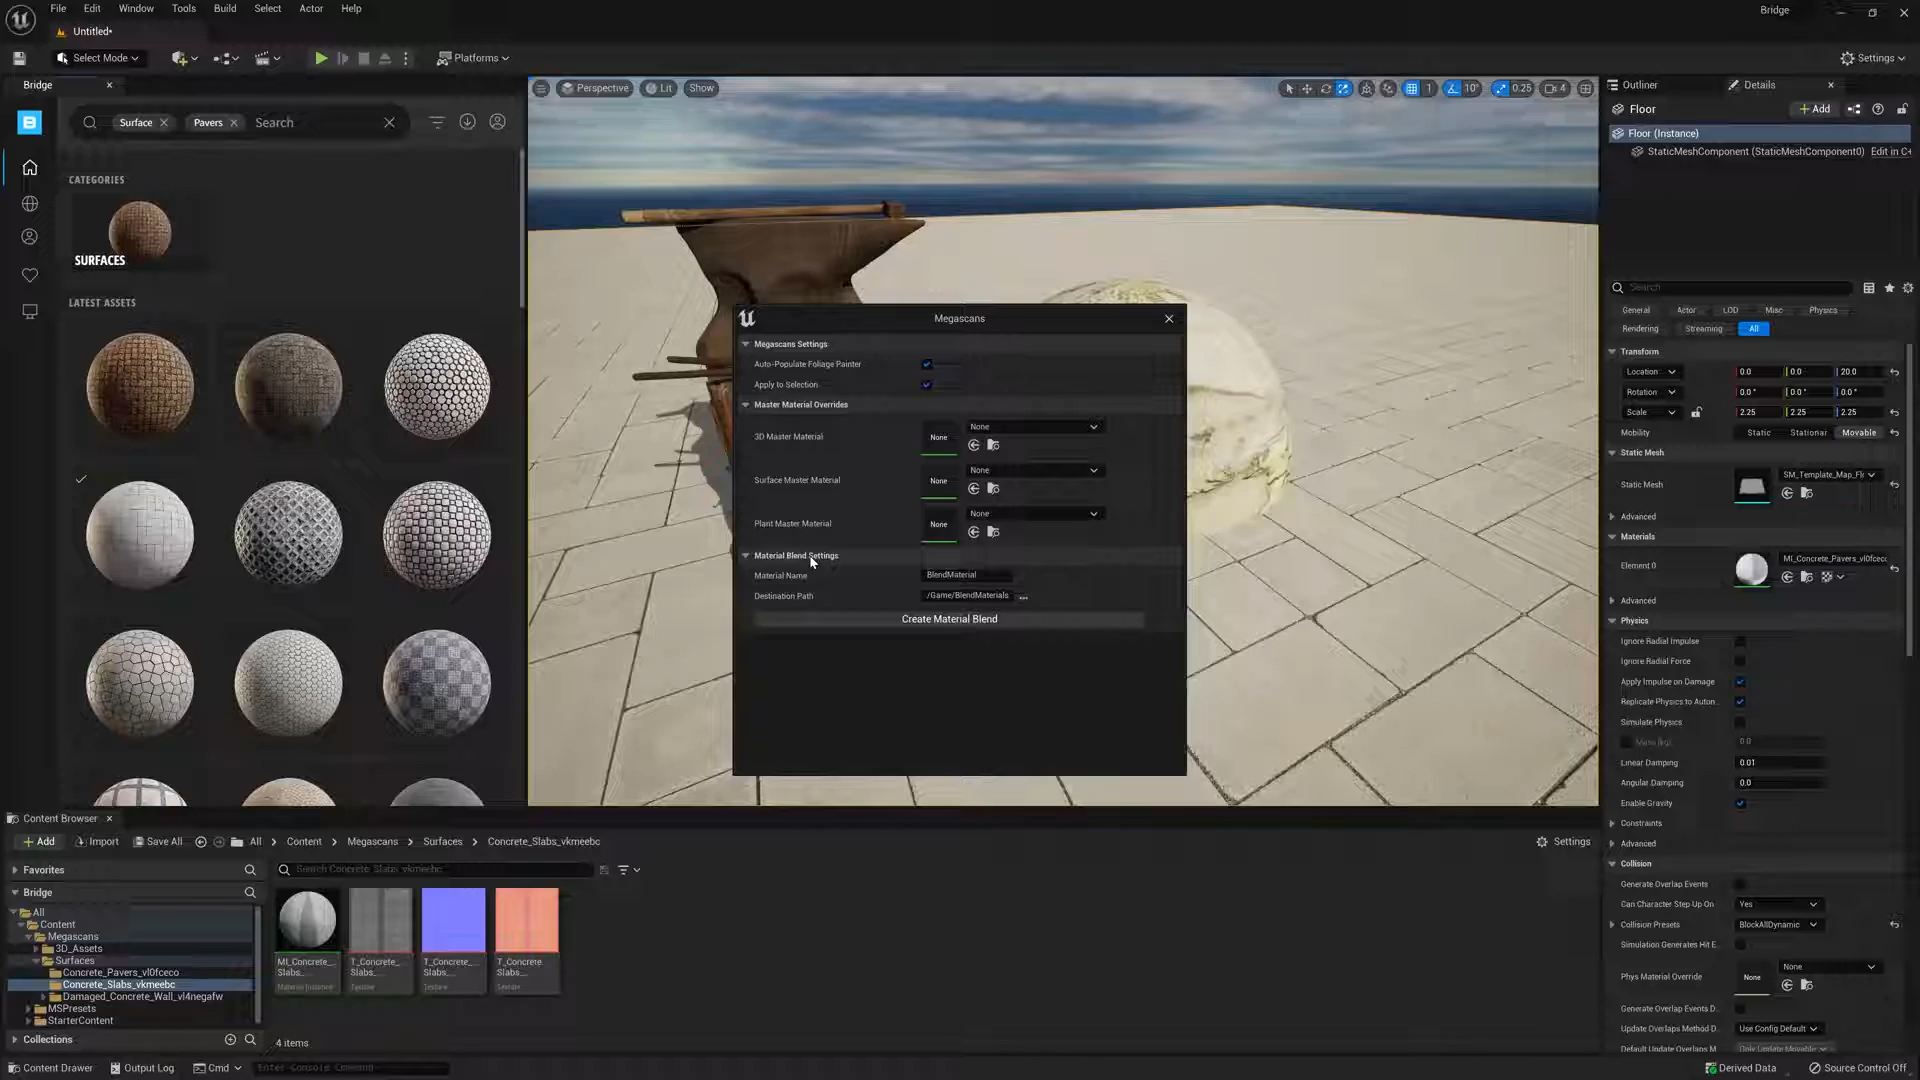 File Edit Window Tools Build Select Actor Help
Bridge
Untitled*
Select Mode
Platforms
Settings
Bridge
Surface Pavers Search
CATEGORIES
SURFACES
LATEST ASSETS
Perspective Lit Show
1 10° 0.25 4
Megascans
Megascans Settings
Auto-Populate Foliage Painter
Apply to Selection
Master Material Overrides
3D Master Material None None
Surface Master Material None None
Plant Master Material None None
Material Blend Settings
Material Name BlendMaterial
Destination Path /Game/BlendMaterials ...
Create Material Blend
Outliner Details
Floor + Add
Floor (Instance)
StaticMeshComponent (StaticMeshComponent0) Edit in C+
Search
General Actor LOD Misc Physics
Rendering Streaming All
Transform
Location 0.0 0.0 20.0
Rotation 0.0° 0.0° 0.0°
Scale 2.25 2.25 2.25
Mobility Static Stationar Movable
Static Mesh
Static Mesh SM_Template_Map_Fl
Advanced
Materials
Element 0 MI_Concrete_Pavers_vl0fcec
Advanced
Physics
Ignore Radial Impulse
Ignore Radial Force
Apply Impulse on Damage
Replicate Physics to Auton..
Simulate Physics
Mass (kg) 0.0
Linear Damping 0.01
Angular Damping 0.0
Enable Gravity
Constraints
Advanced
Collision
Generate Overlap Events
Can Character Step Up On Yes
Collision Presets BlockAllDynamic
Simulation Generates Hit E..
Phys Material Override None None
Generate Overlap Events D..
Update Overlaps Method D.. Use Config Default
Default Update Overlaps M Only Update Movable
Content Browser
+ Add Import Save All All > Content > Megascans > Surfaces > Concrete_Slabs_vkmeebc Settings
Favorites
Search Concrete_Slabs_vkmeebc
Bridge
All
Content
Megascans
3D_Assets
Surfaces
Concrete_Pavers_vl0fceco
Concrete_Slabs_vkmeebc
Damaged_Concrete_Wall_vl4negafw
MSPresets
StarterContent
MI_Concrete_ T_Concrete_ T_Concrete_ T_Concrete_
Slabs_... Slabs_... Slabs_... Slabs_...
Material Instance Texture Texture Texture
Collections
4 items
Content Drawer Output Log Cmd Enter Console Command
Derived Data Source Control Off